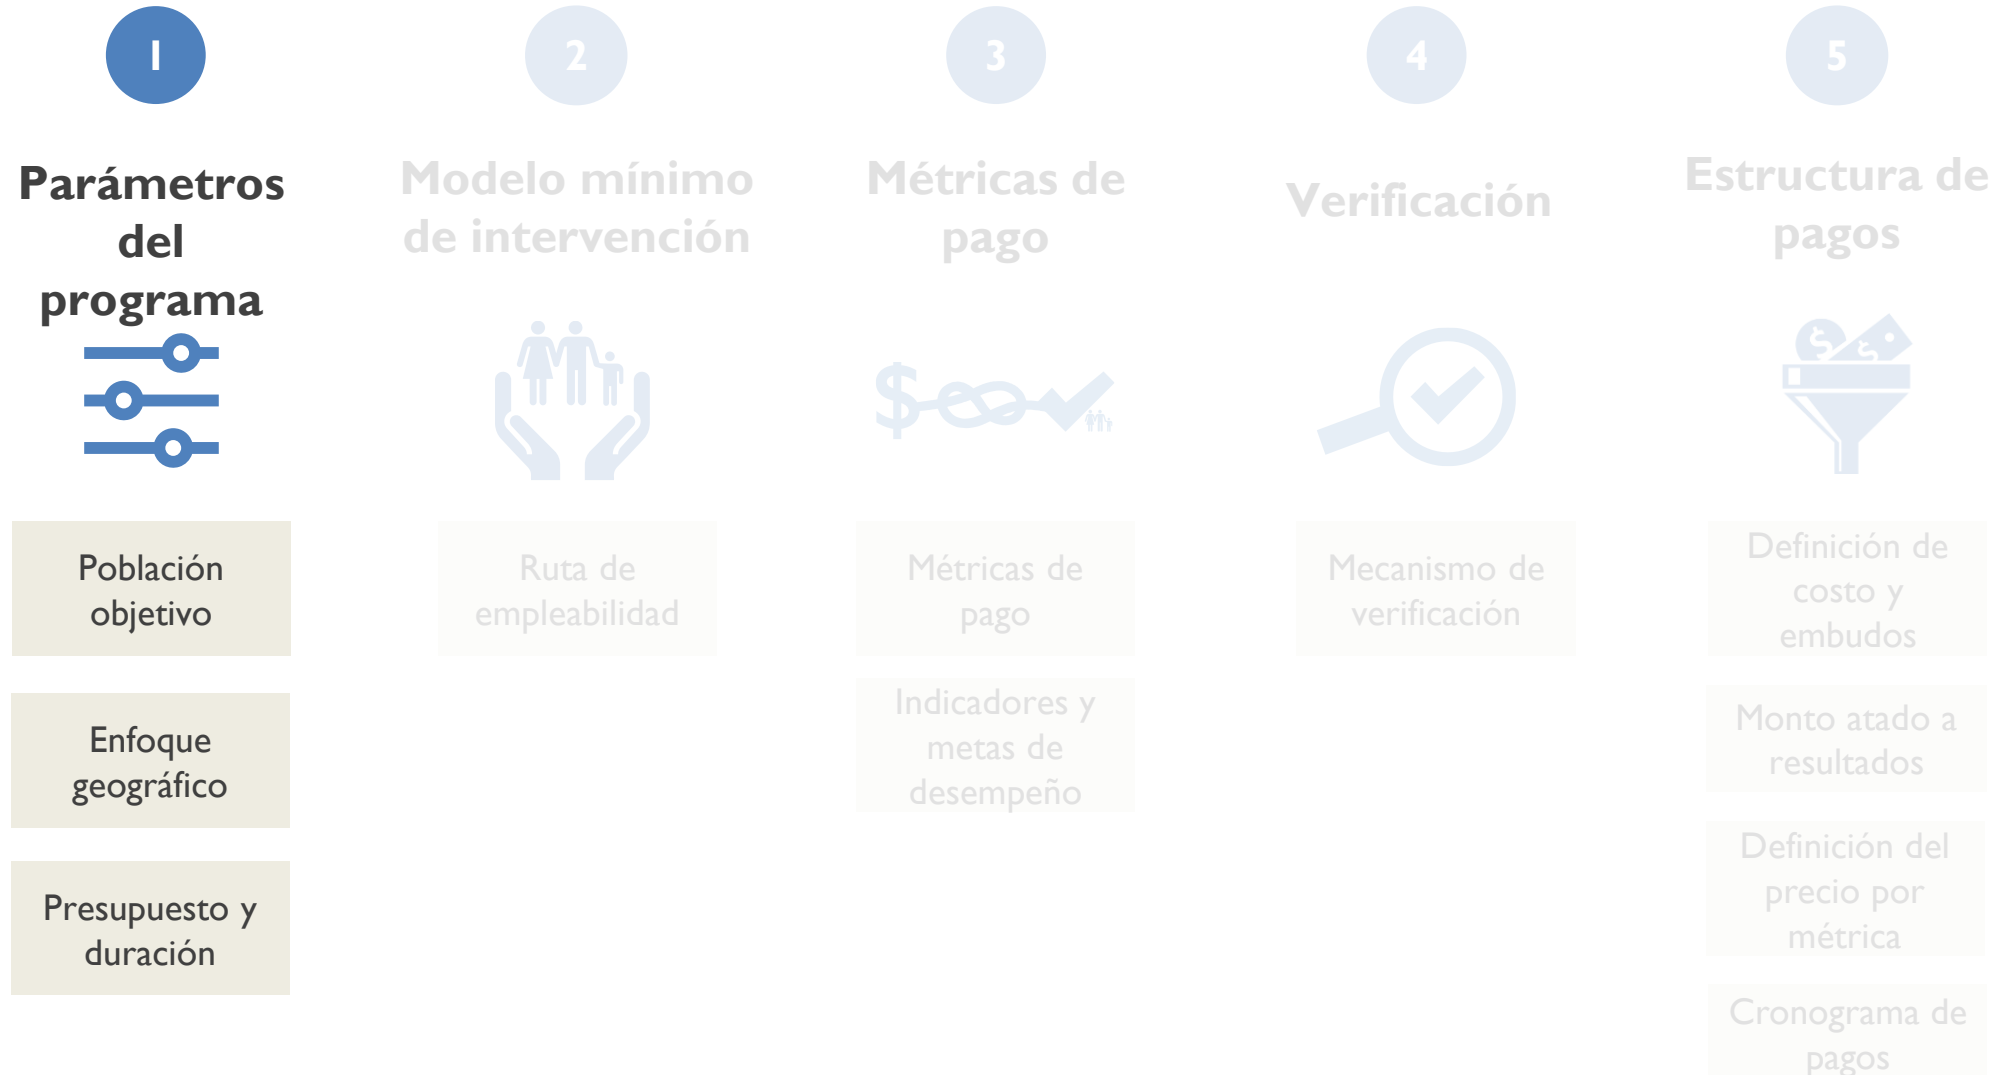 1
Parámetros
del
programa
Población
objetivo
Enfoque
geográfico
Presupuesto y
duración
2
Modelo mínimo
de intervención
Ruta de
empleabilidad
3
Métricas de
pago
$
Métricas de
pago
Indicadores y
metas de
desempeño
4
Verificación
Mecanismo de
verificación
5
Estructura de
pagos
$
$
Definición de
costo y
embudos
Monto atado a
resultados
Definición del
precio por
métrica
Cronograma de
pagos